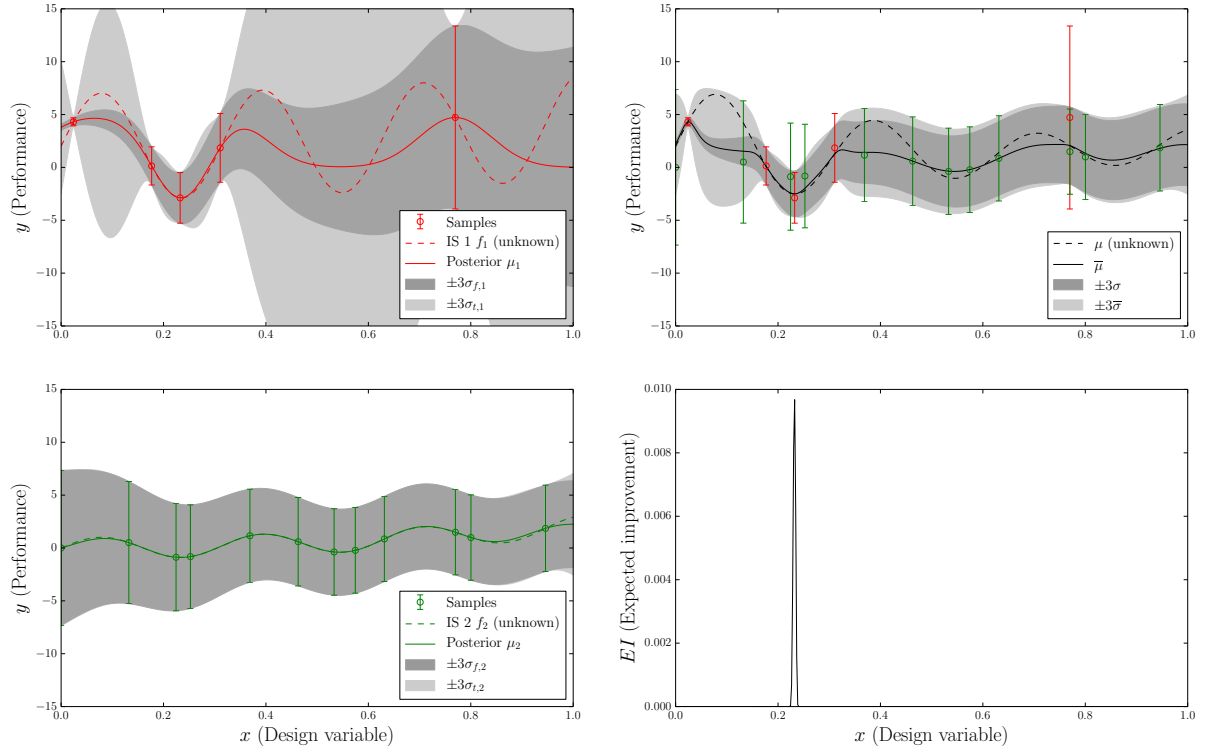 15
10
5
0
−5
−10
−15
0.0
0.2
0.4
0.6
0.8
1.0
y (Performance)
Samples
IS 1 f₁ (unknown)
Posterior μ₁
±3σ_{f,1}
±3σ_{t,1}
15
10
5
0
−5
−10
−15
0.0
0.2
0.4
0.6
0.8
1.0
y (Performance)
μ (unknown)
μ̅
±3σ
±3σ̅
15
10
5
0
−5
−10
−15
0.0
0.2
0.4
0.6
0.8
1.0
y (Performance)
x (Design variable)
Samples
IS 2 f₂ (unknown)
Posterior μ₂
±3σ_{f,2}
±3σ_{t,2}
0.010
0.008
0.006
0.004
0.002
0.000
0.0
0.2
0.4
0.6
0.8
1.0
EI (Expected improvement)
x (Design variable)